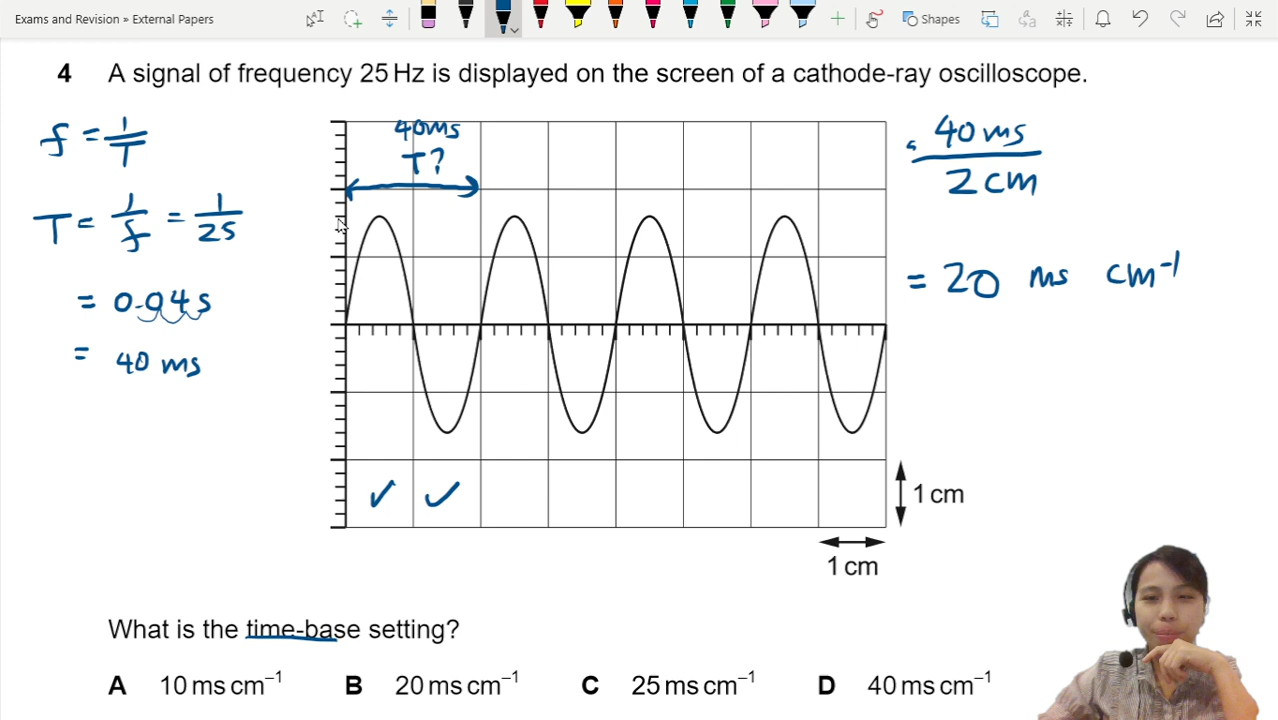 Exams and Revision » External Papers
Shapes
4 A signal of frequency 25 Hz is displayed on the screen of a cathode-ray oscilloscope.
f = 1/T
T = 1/f = 1/25
= 0.04s
= 40 ms
40ms
T?
40 ms
2 cm
= 20 ms cm⁻¹
1 cm
1 cm
What is the time-base setting?
A 10 ms cm⁻¹ B 20 ms cm⁻¹ C 25 ms cm⁻¹ D 40 ms cm⁻¹